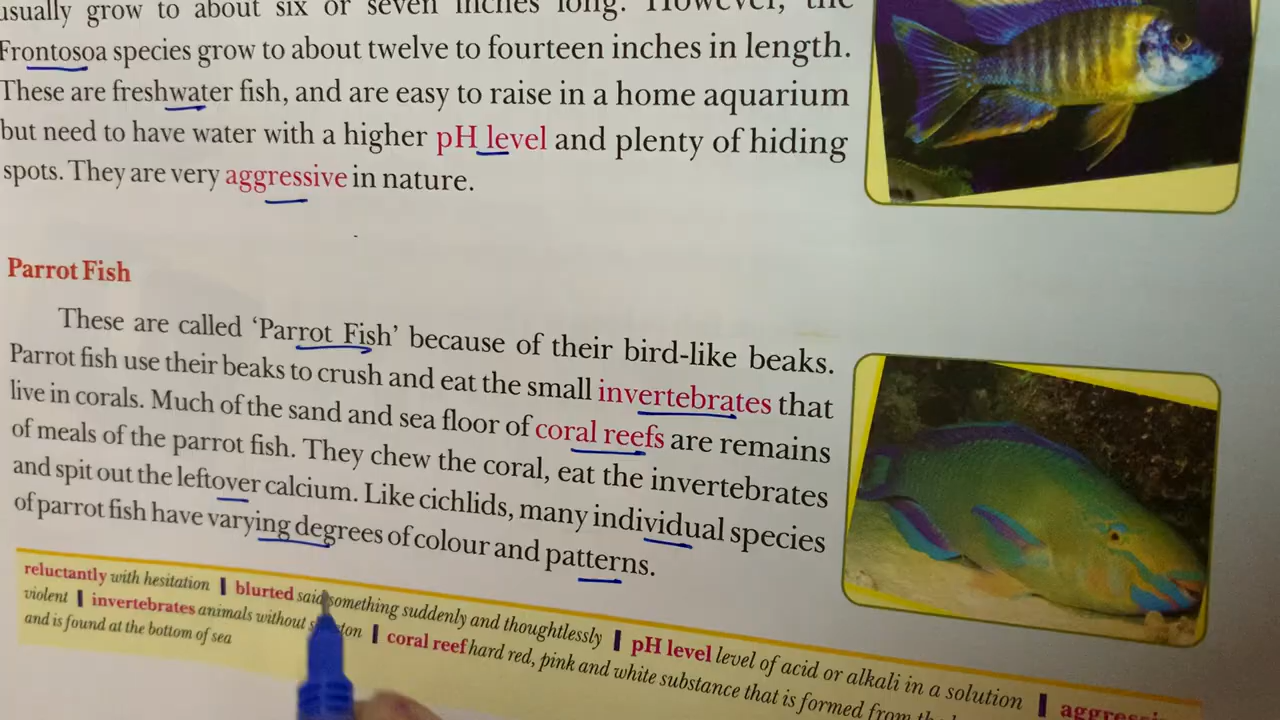 usually grow to about six or seven inches long. However, the
Frontosoa species grow to about twelve to fourteen inches in length.
These are freshwater fish, and are easy to raise in a home aquarium
but need to have water with a higher pH level and plenty of hiding
spots. They are very aggressive in nature.
Parrot Fish
These are called ‘Parrot Fish’ because of their bird-like beaks.
Parrot fish use their beaks to crush and eat the small invertebrates that
live in corals. Much of the sand and sea floor of coral reefs are remains
of meals of the parrot fish. They chew the coral, eat the invertebrates
and spit out the leftover calcium. Like cichlids, many individual species
of parrot fish have varying degrees of colour and patterns.
reluctantly with hesitation | blurted said something suddenly and thoughtlessly | pH level level of acid or alkali in a solution |
violent | invertebrates animals without | coral reef hard red, pink and white substance that is formed from
and is found at the bottom of sea